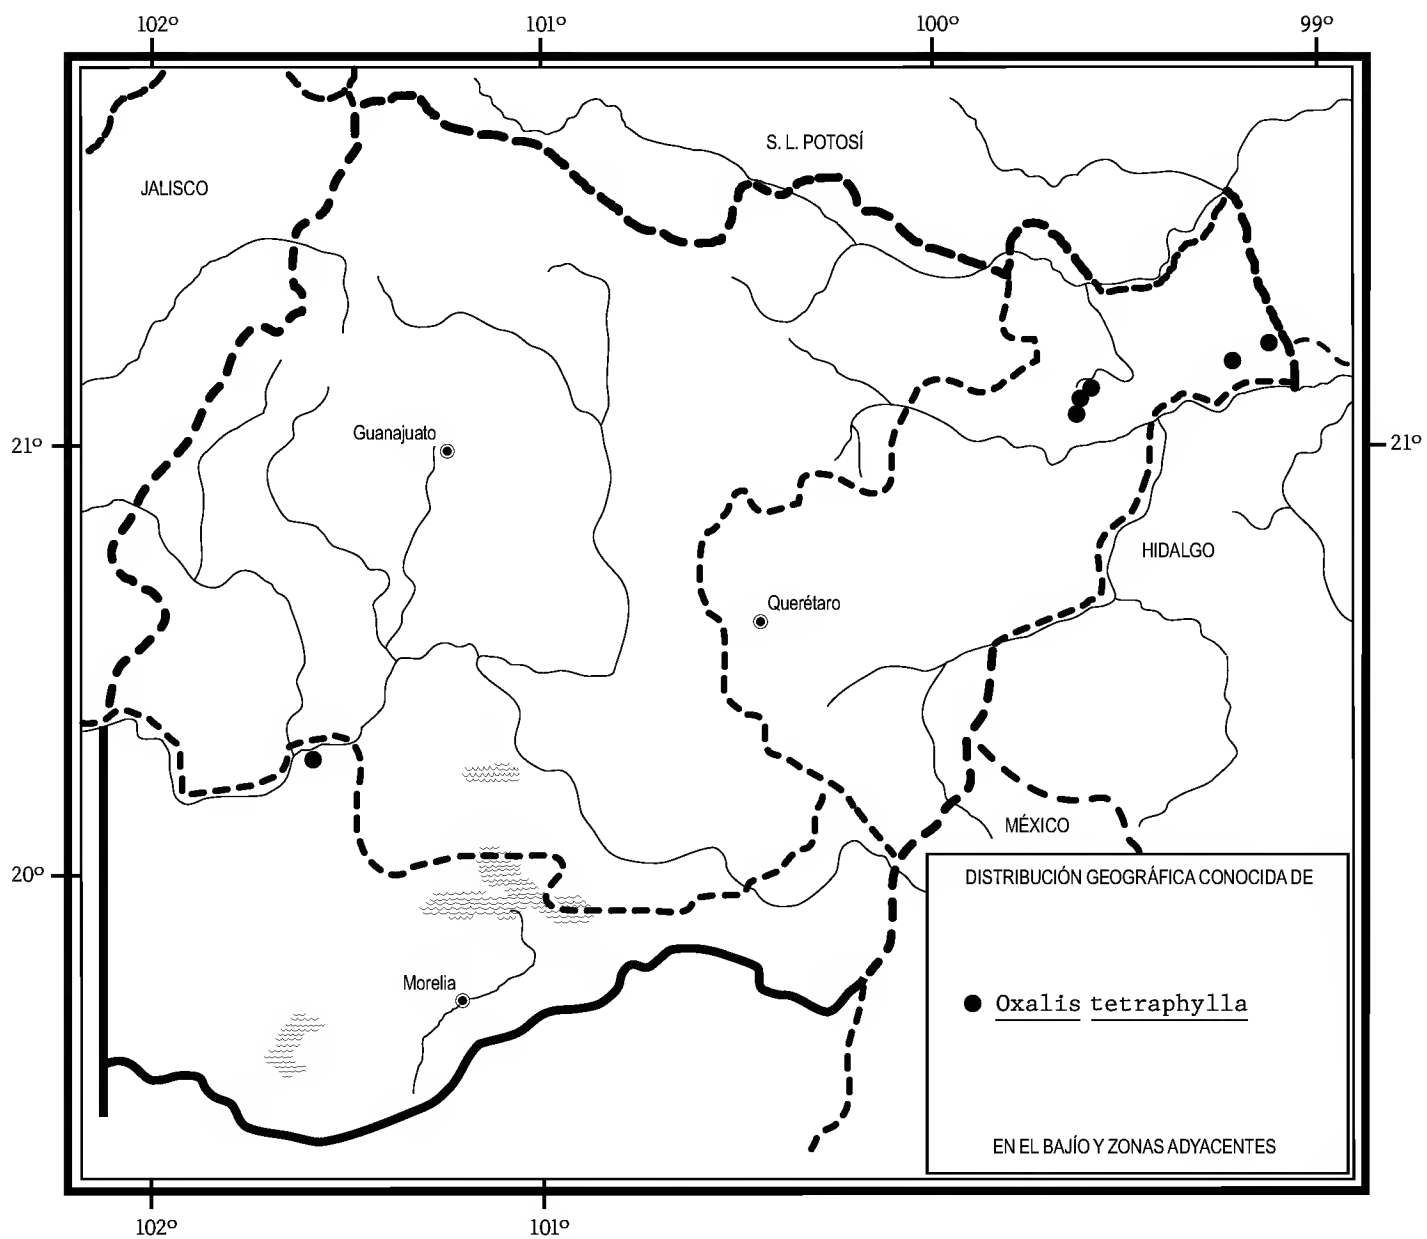 102º 101º 100º 99º
S. L. POTOSÍ
JALISCO
Guanajuato
21º
21º
HIDALGO
Querétaro
MÉXICO
20º
DISTRIBUCIÓN GEOGRÁFICA CONOCIDA DE
Morelia
Oxalis tetraphylla
EN EL BAJÍO Y ZONAS ADYACENTES
102º 101º